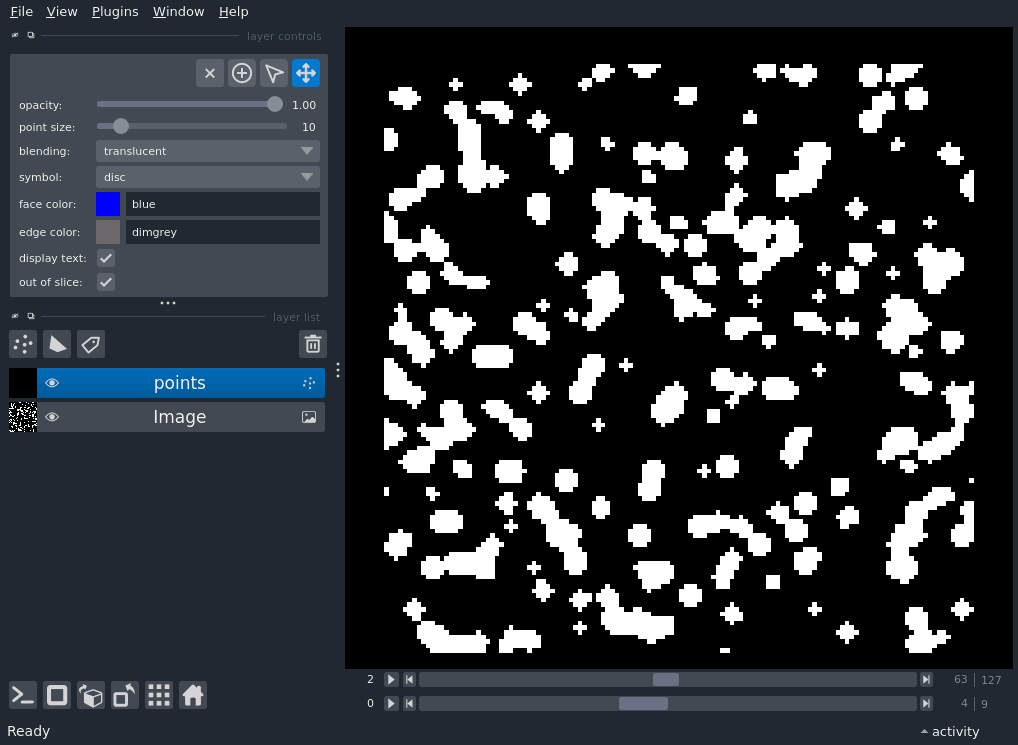 File View Plugins Window Help
layer controls
opacity: 1.00
point size: 10
blending: translucent
symbol: disc
face color: blue
edge color: dimgrey
display text:
out of slice:
layer list
points
Image
2 63 127
0 4 9
Ready activity